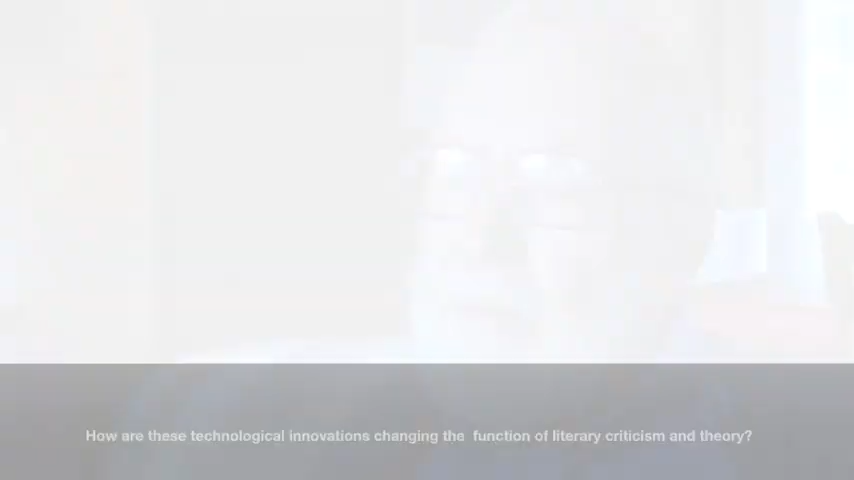 How are these technological innovations changing the  function of literary criticism and theory?